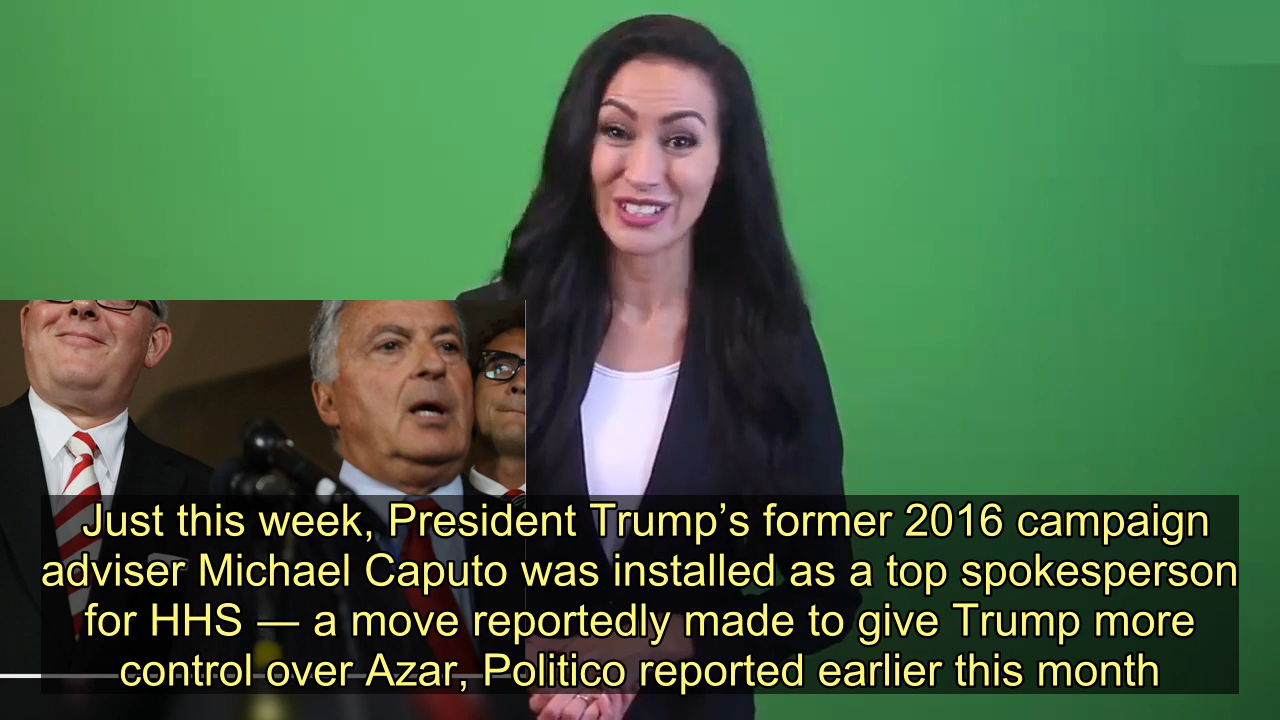 Just this week, President Trump’s former 2016 campaign
adviser Michael Caputo was installed as a top spokesperson
for HHS — a move reportedly made to give Trump more
control over Azar, Politico reported earlier this month